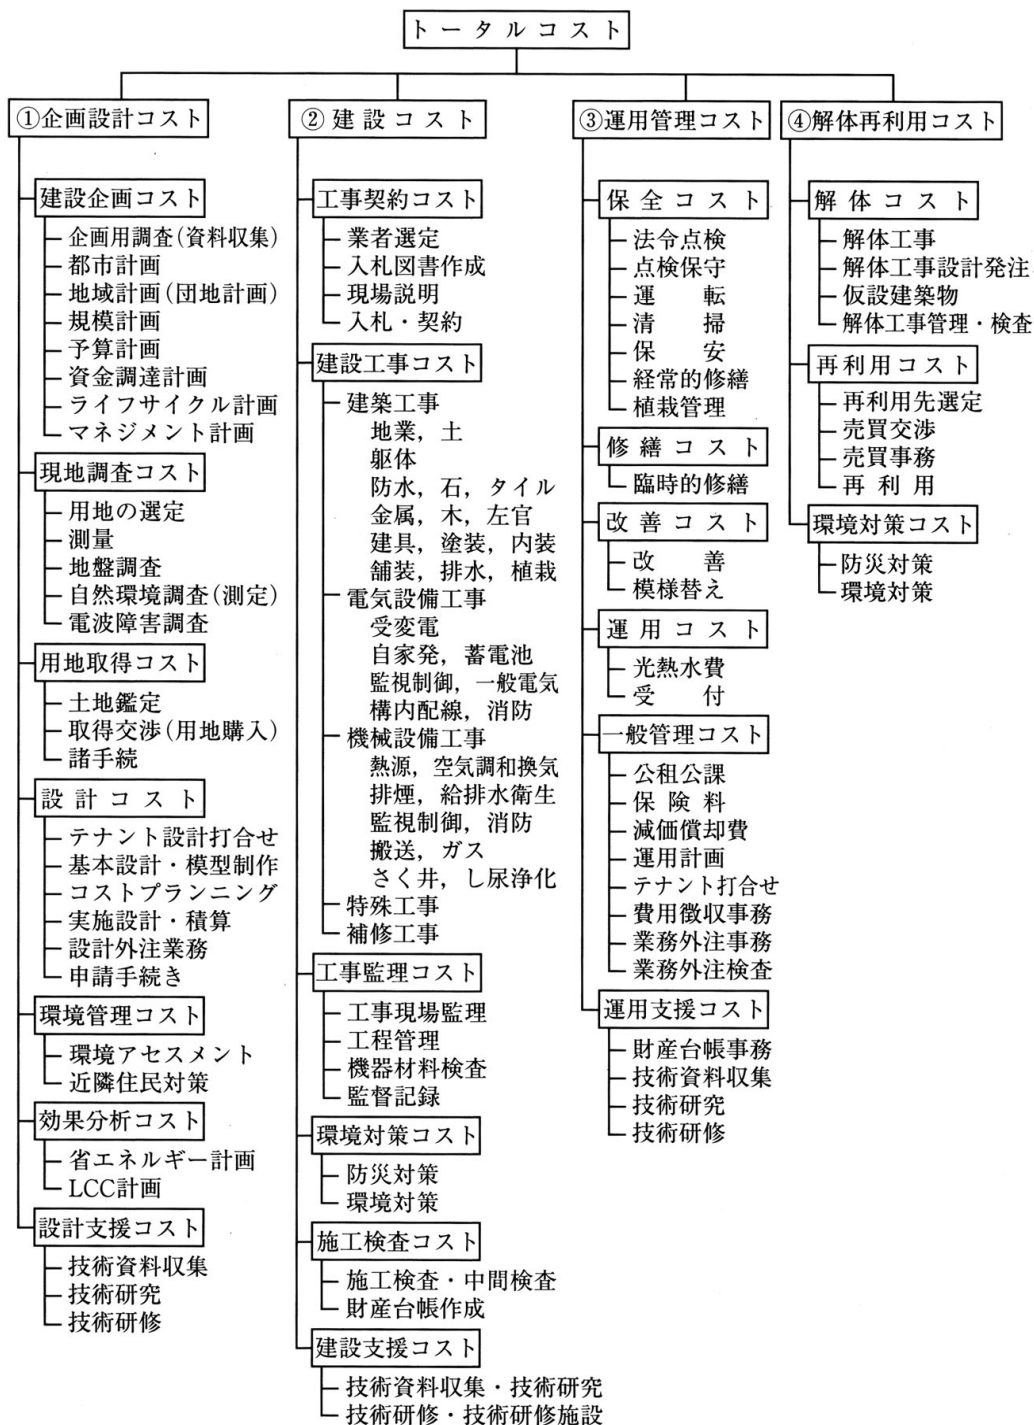 トータルコスト
①企画設計コスト
建設企画コスト
企画用調査(資料収集)
都市計画
地域計画(団地計画)
規模計画
予算計画
資金調達計画
ライフサイクル計画
マネジメント計画
現地調査コスト
用地の選定
測量
地盤調査
自然環境調査(測定)
電波障害調査
用地取得コスト
土地鑑定
取得交渉(用地購入)
諸手続
設計コスト
テナント設計打合せ
基本設計・模型制作
コストプランニング
実施設計・積算
設計外注業務
申請手続き
環境管理コスト
環境アセスメント
近隣住民対策
効果分析コスト
省エネルギー計画
LCC計画
設計支援コスト
技術資料収集
技術研究
技術研修
②建設コスト
工事契約コスト
業者選定
入札図書作成
現場説明
入札・契約
建設工事コスト
建築工事
地業，土
躯体
防水，石，タイル
金属，木，左官
建具，塗装，内装
舗装，排水，植栽
電気設備工事
受変電
自家発，蓄電池
監視制御，一般電気
構内配線，消防
機械設備工事
熱源，空気調和換気
排煙，給排水衛生
監視制御，消防
搬送，ガス
さく井，し尿浄化
特殊工事
補修工事
工事監理コスト
工事現場監理
工程管理
機器材料検査
監督記録
環境対策コスト
防災対策
環境対策
施工検査コスト
施工検査・中間検査
財産台帳作成
建設支援コスト
技術資料収集・技術研究
技術研修・技術研修施設
③運用管理コスト
保全コスト
法令点検
点検保守
運転
清掃
保安
経常的修繕
植栽管理
修繕コスト
臨時的修繕
改善コスト
改善
模様替え
運用コスト
光熱水費
受付
一般管理コスト
公租公課
保険料
減価償却費
運用計画
テナント打合せ
費用徴収事務
業務外注事務
業務外注検査
運用支援コスト
財産台帳事務
技術資料収集
技術研究
技術研修
④解体再利用コスト
解体コスト
解体工事
解体工事設計発注
仮設建築物
解体工事管理・検査
再利用コスト
再利用先選定
売買交渉
売買事務
再利用
環境対策コスト
防災対策
環境対策